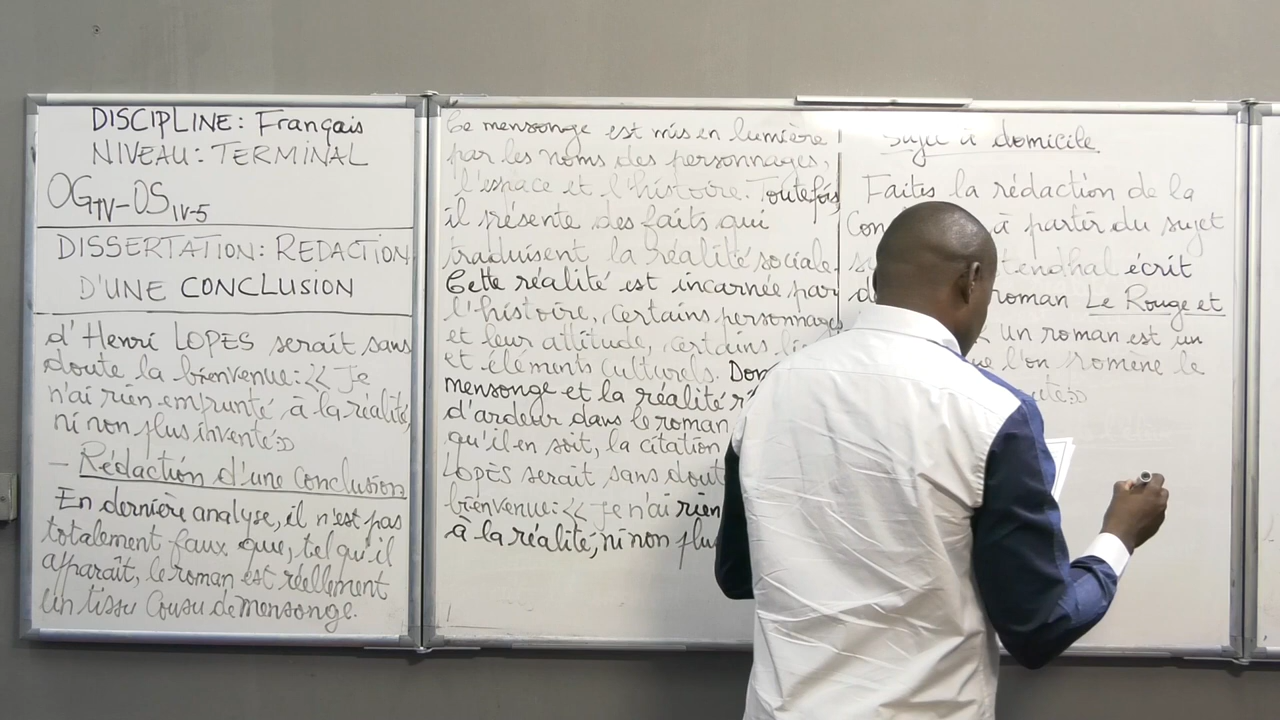 DISCIPLINE: Français
NIVEAU: TERMINAL
OG IV-OS IV-5
DISSERTATION: REDACTION
D'UNE CONCLUSION
d'Henri LOPES serait sans
doute la bienvenue: << Je
n'ai rien emprunté à la réalité,
ni non plus inventé>>
- Rédaction d'une conclusion
En dernière analyse, il n'est pas
totalement faux que, tel qu'il
apparaît, le roman est réellement
un tissu cousu de mensonge.
Ce mensonge est mis en lumière
par les noms des personnages,
l'espace et l'histoire. Toutefois,
il présente des faits qui
traduisent la réalité sociale.
Cette réalité est incarnée par
l'histoire, certains personnages
et leur attitude, certains
et éléments culturels.
mensonge et la réalité
d'ardeur dans le roman
qu'il en soit, la citation
LOPÈS serait sans
bienvenue: << Je n'ai rien
à la réalité, ni non
Sujet à domicile
Faites la rédaction de la
à partir du sujet
écrit
roman Le Rouge et
un roman est un
l'on romène le